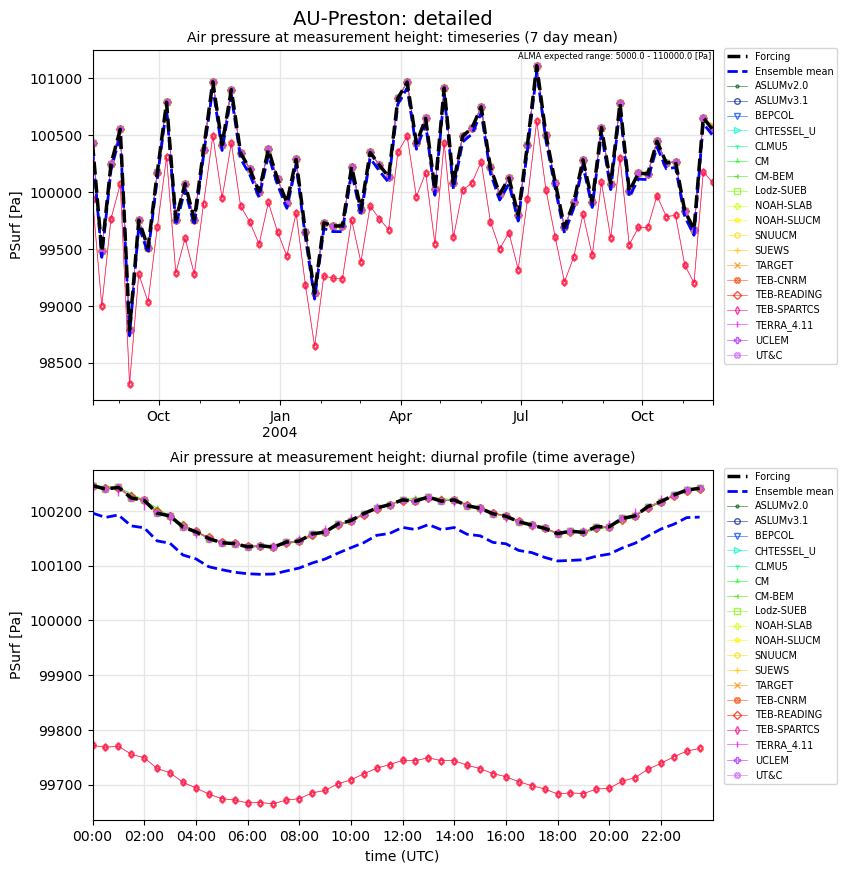 AU-Preston: detailed
Air pressure at measurement height: timeseries (7 day mean)
ALMA expected range: 5000.0 - 110000.0 [Pa]
PSurf [Pa]
101000
100500
100000
99500
99000
98500
Oct
Jan
2004
Apr
Jul
Oct
Forcing
Ensemble mean
ASLUMv2.0
ASLUMv3.1
BEPCOL
CHTESSEL_U
CLMU5
CM
CM-BEM
Lodz-SUEB
NOAH-SLAB
NOAH-SLUCM
SNUUCM
SUEWS
TARGET
TEB-CNRM
TEB-READING
TEB-SPARTCS
TERRA_4.11
UCLEM
UT&C
Air pressure at measurement height: diurnal profile (time average)
PSurf [Pa]
100200
100100
100000
99900
99800
99700
00:00
02:00
04:00
06:00
08:00
10:00
12:00
14:00
16:00
18:00
20:00
22:00
time (UTC)
Forcing
Ensemble mean
ASLUMv2.0
ASLUMv3.1
BEPCOL
CHTESSEL_U
CLMU5
CM
CM-BEM
Lodz-SUEB
NOAH-SLAB
NOAH-SLUCM
SNUUCM
SUEWS
TARGET
TEB-CNRM
TEB-READING
TEB-SPARTCS
TERRA_4.11
UCLEM
UT&C